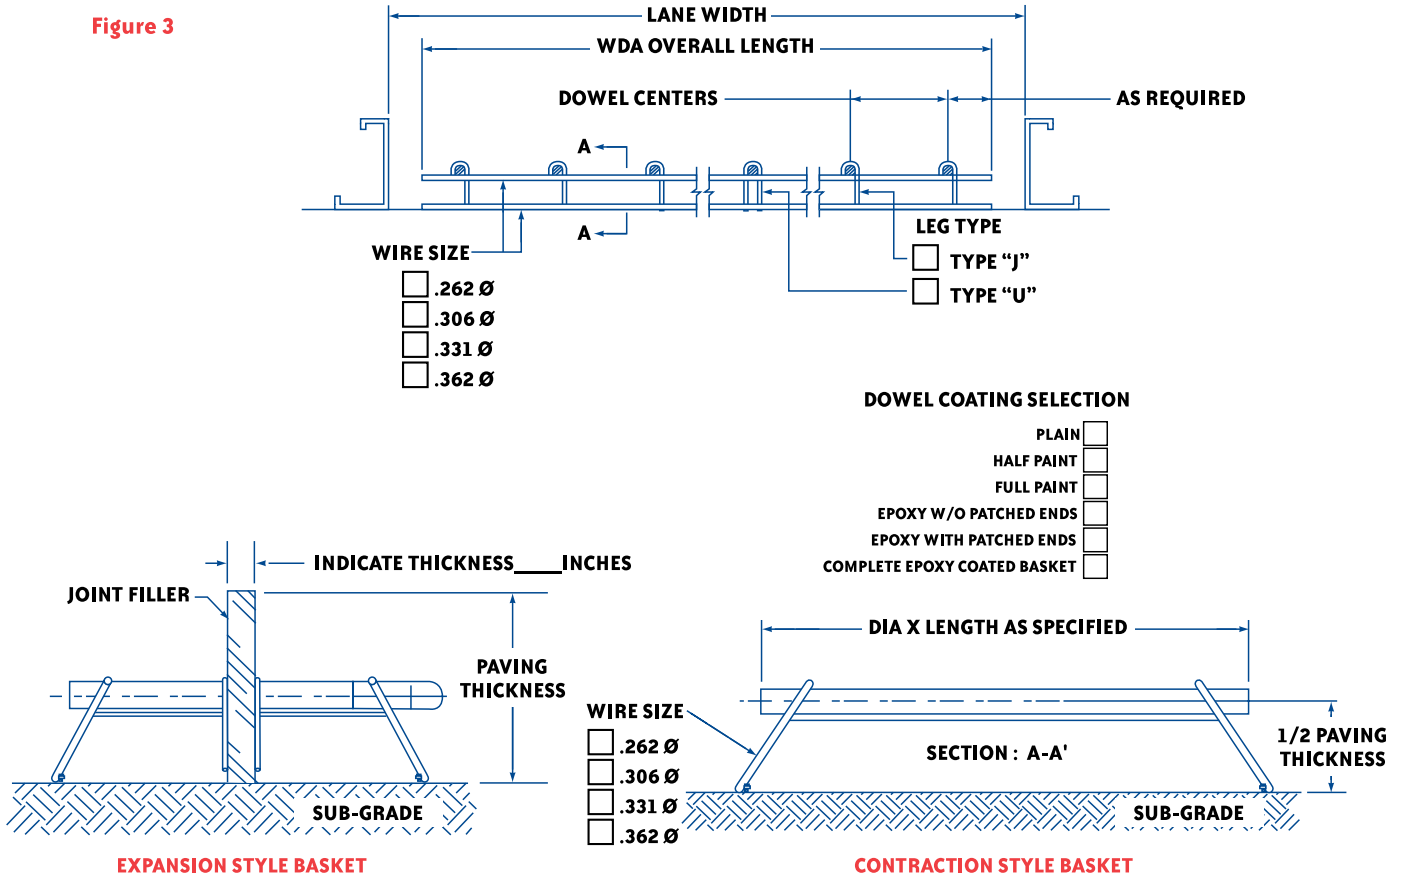 Figure 3
LANE WIDTH
WDA OVERALL LENGTH
DOWEL CENTERS
AS REQUIRED
A
A
WIRE SIZE
.262 Ø
.306 Ø
.331 Ø
.362 Ø
LEG TYPE
TYPE “J”
TYPE “U”
DOWEL COATING SELECTION
PLAIN
HALF PAINT
FULL PAINT
EPOXY W/O PATCHED ENDS
EPOXY WITH PATCHED ENDS
COMPLETE EPOXY COATED BASKET
INDICATE THICKNESS____INCHES
JOINT FILLER
PAVING
THICKNESS
SUB-GRADE
EXPANSION STYLE BASKET
DIA X LENGTH AS SPECIFIED
WIRE SIZE
.262 Ø
.306 Ø
.331 Ø
.362 Ø
SECTION : A-A'
1/2 PAVING
THICKNESS
SUB-GRADE
CONTRACTION STYLE BASKET